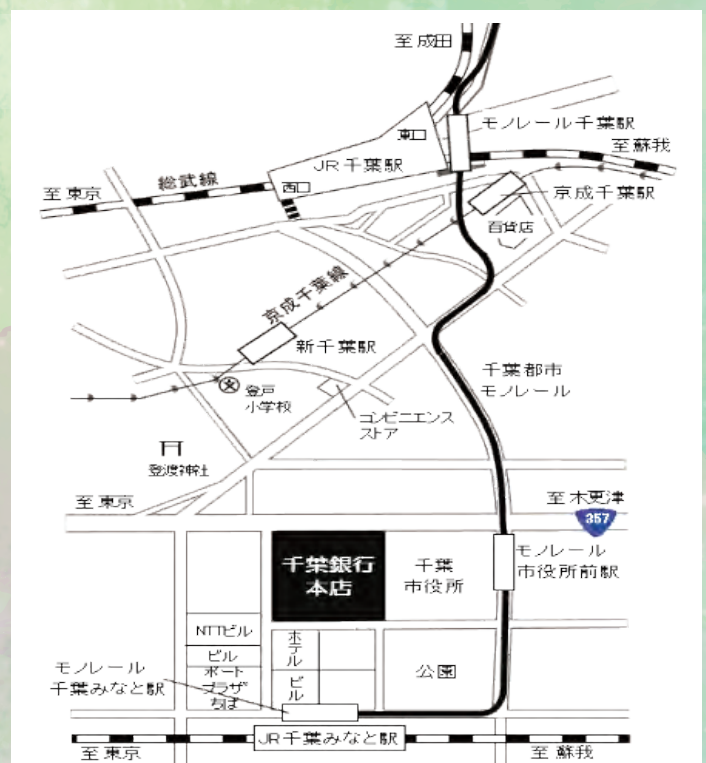 至 成田
モノレール千葉駅
東口
至 蘇我
JR 千葉駅
総武線
至 東京
西口
京成千葉駅
百貨店
京成千葉線
新千葉駅
千葉都市
モノレール
登戸
小学校
コンビニエンス
ストア
登渡神社
至 東京
至 木更津
357
千葉銀行
本店
千葉
市役所
モノレール
市役所前駅
NTTビル
ビル
ポート
プラザ
ちば
ホテル
ビル
公園
モノレール
千葉みなと駅
JR 千葉みなと駅
至 東京
至 蘇我